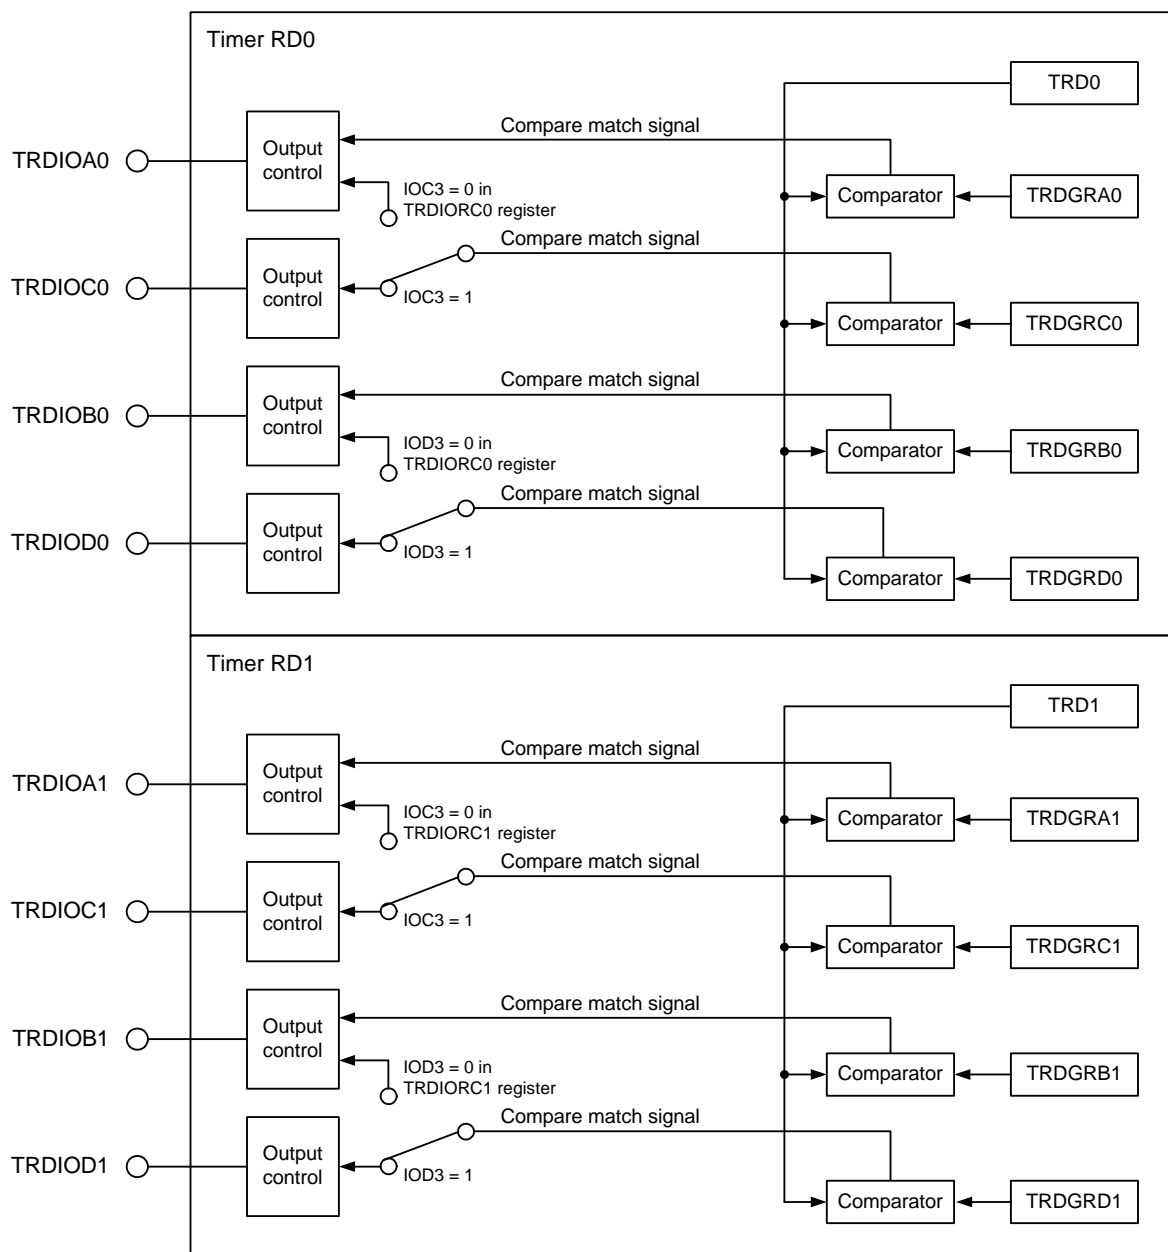 Timer RD0
TRD0
Compare match signal
TRDIOA0
Output
control
IOC3 = 0 in
TRDIORC0 register
Comparator
TRDGRA0
Compare match signal
TRDIOC0
Output
control
IOC3 = 1
Comparator
TRDGRC0
Compare match signal
TRDIOB0
Output
control
IOD3 = 0 in
TRDIORC0 register
Comparator
TRDGRB0
Compare match signal
TRDIOD0
Output
control
IOD3 = 1
Comparator
TRDGRD0
Timer RD1
TRD1
Compare match signal
TRDIOA1
Output
control
IOC3 = 0 in
TRDIORC1 register
Comparator
TRDGRA1
Compare match signal
TRDIOC1
Output
control
IOC3 = 1
Comparator
TRDGRC1
Compare match signal
TRDIOB1
Output
control
IOD3 = 0 in
TRDIORC1 register
Comparator
TRDGRB1
Compare match signal
TRDIOD1
Output
control
IOD3 = 1
Comparator
TRDGRD1